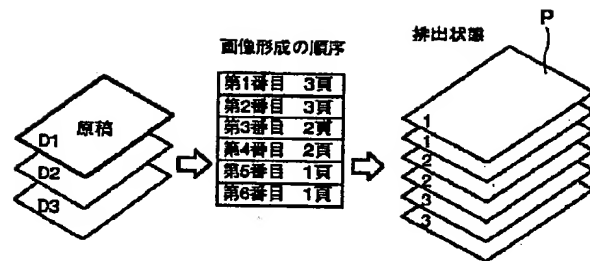 P
排出状態
画像形成の順序
第1番目 3頁
第2番目 3頁
第3番目 2頁
第4番目 2頁
第5番目 1頁
第6番目 1頁
原稿
D1
D2
D3
1
1
2
2
3
3